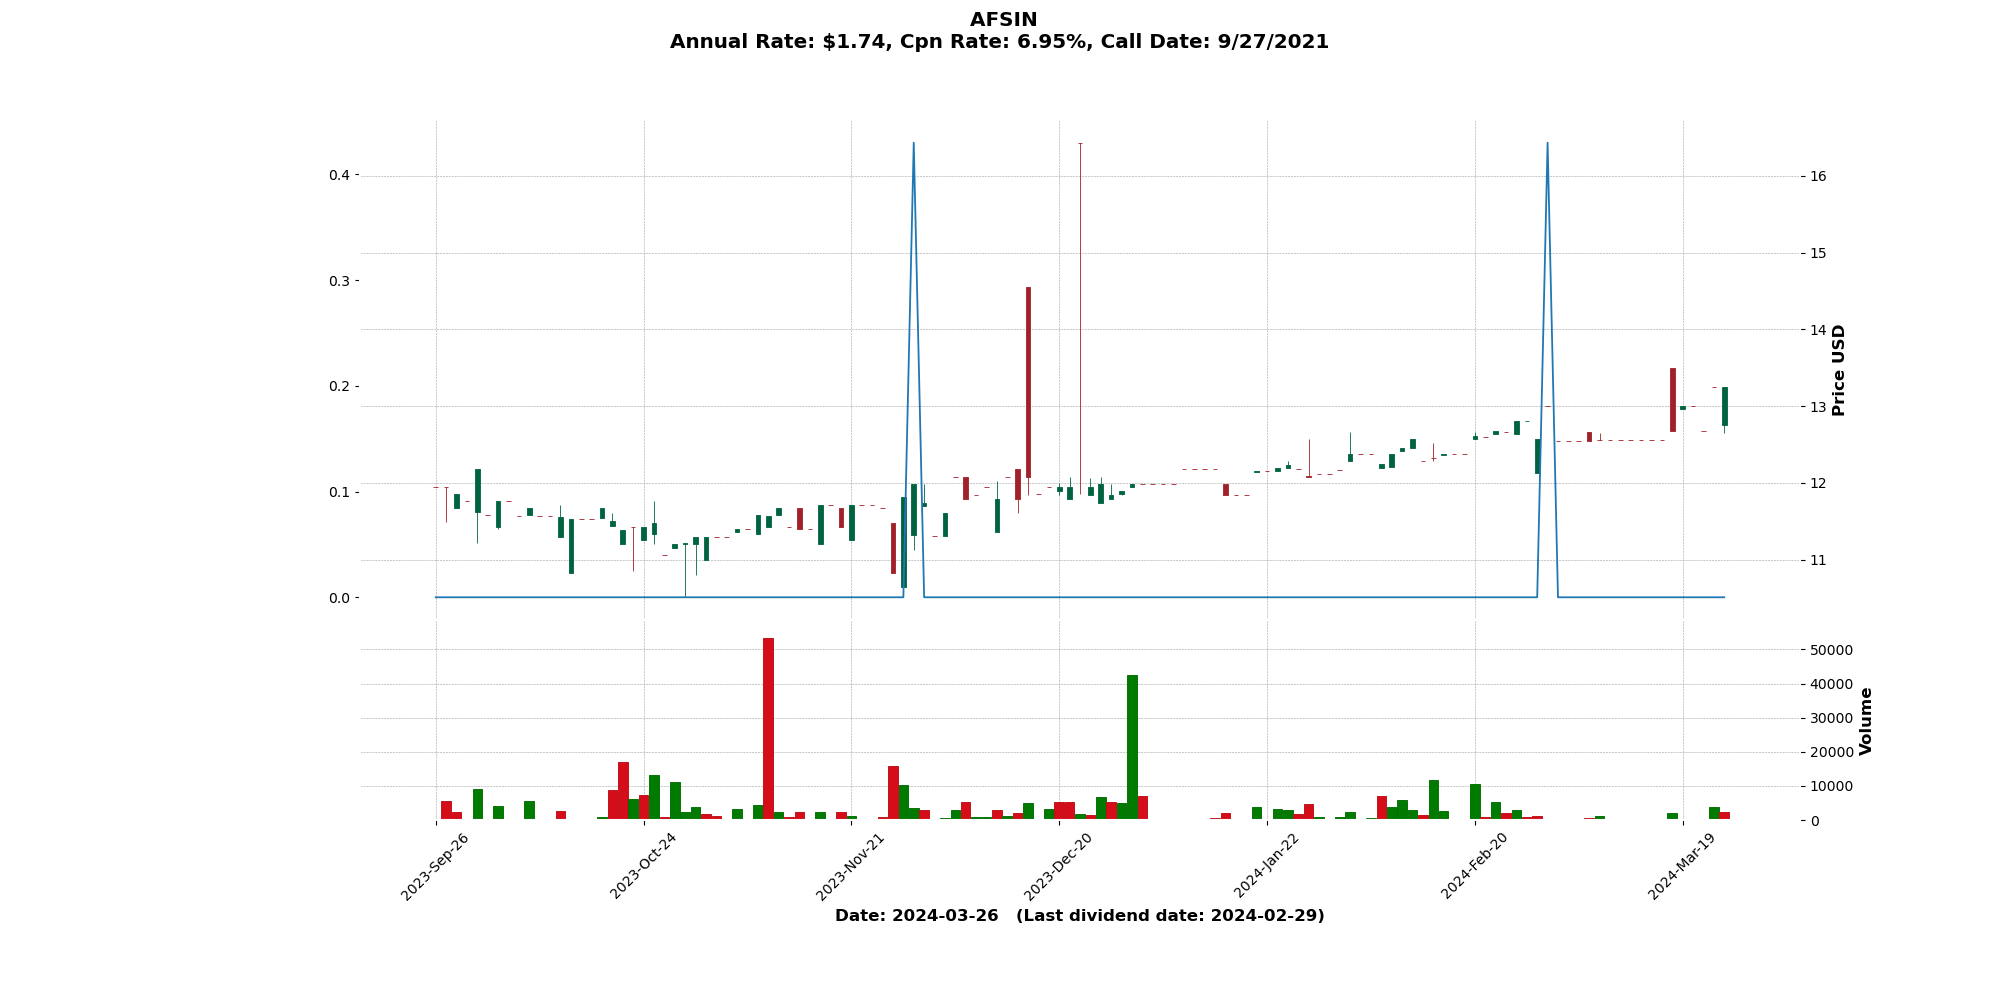 AFSIN
Annual Rate: $1.74, Cpn Rate: 6.95%, Call Date: 9/27/2021
0.4
0.3
0.2
0.1
0.0
16
15
14
13
12
11
Price USD
50000
40000
30000
20000
10000
0
Volume
2023-Sep-26
2023-Oct-24
2023-Nov-21
2023-Dec-20
2024-Jan-22
2024-Feb-20
2024-Mar-19
Date: 2024-03-26 (Last dividend date: 2024-02-29)